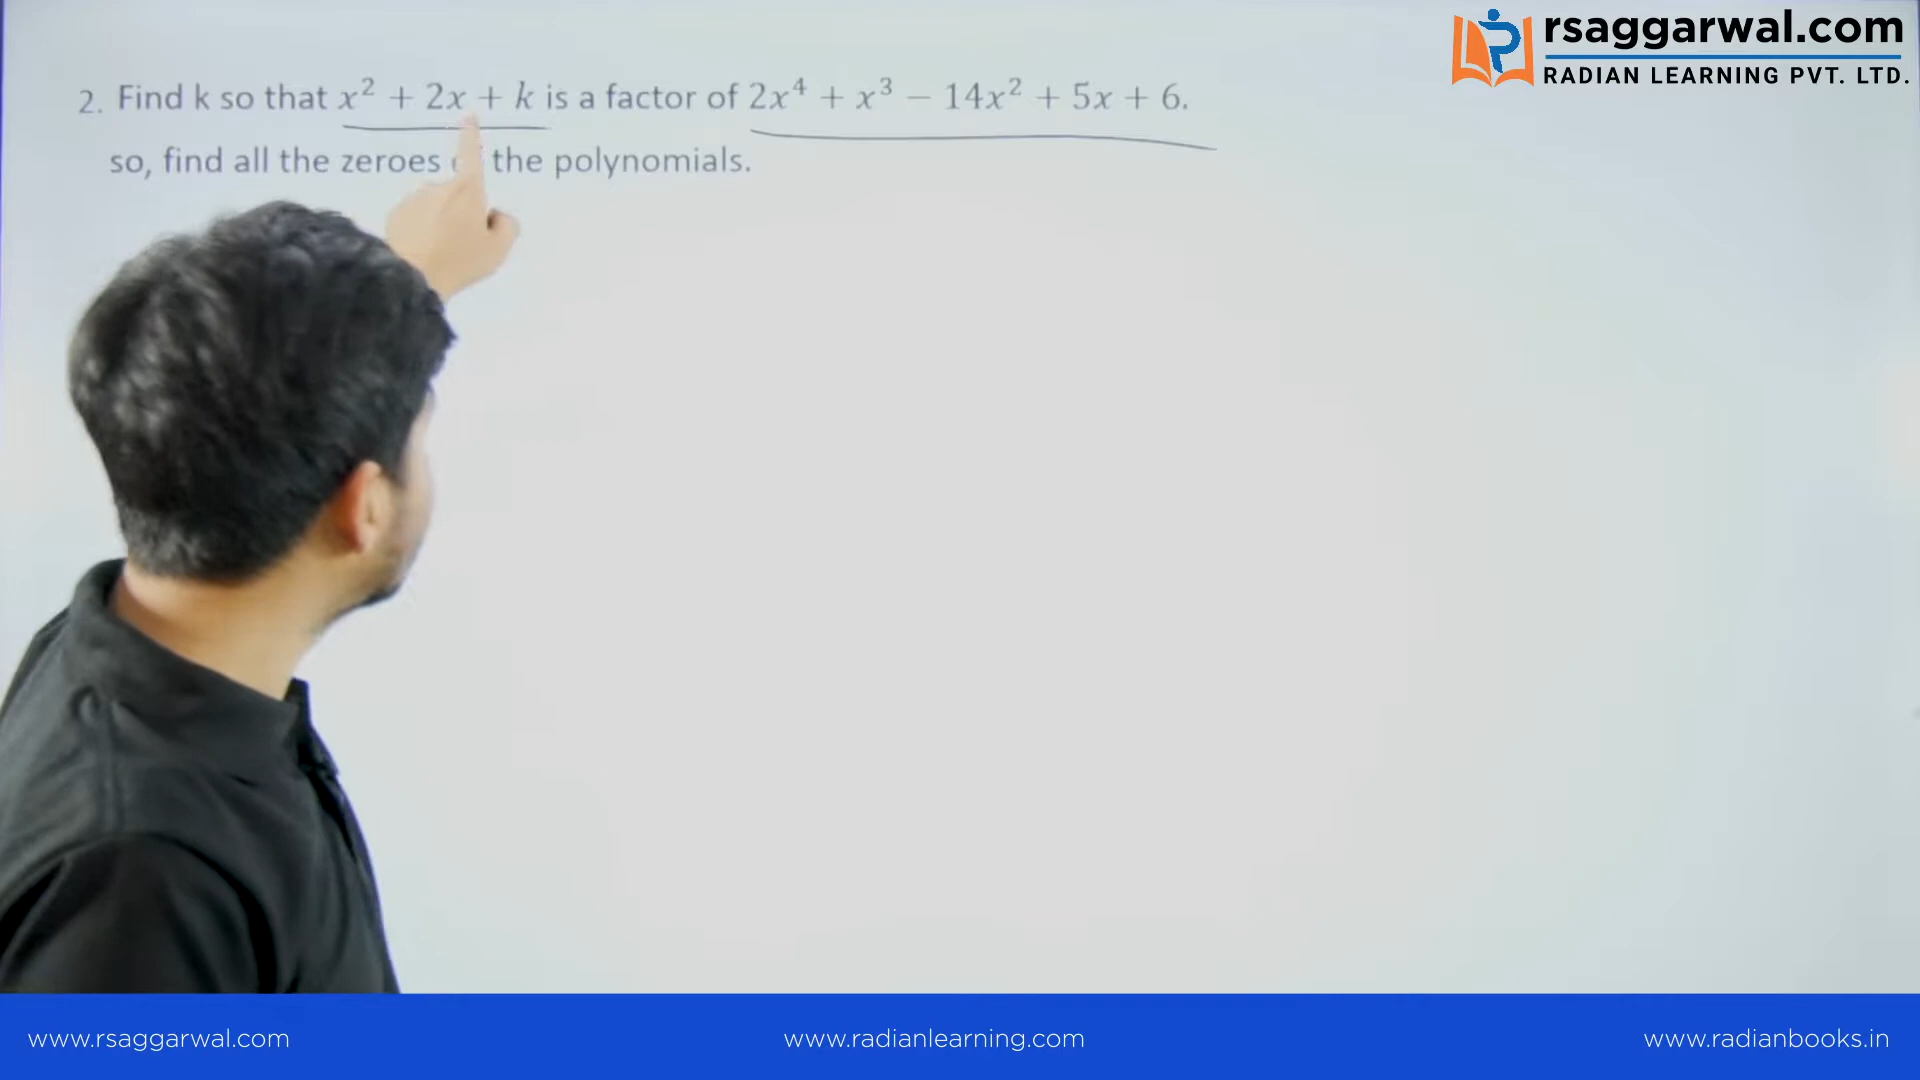 rsaggarwal.com
RADIAN LEARNING PVT. LTD.
2. Find k so that x² + 2x + k is a factor of 2x⁴ + x³ − 14x² + 5x + 6.
so, find all the zeroes the polynomials.
www.rsaggarwal.com
www.radianlearning.com
www.radianbooks.in